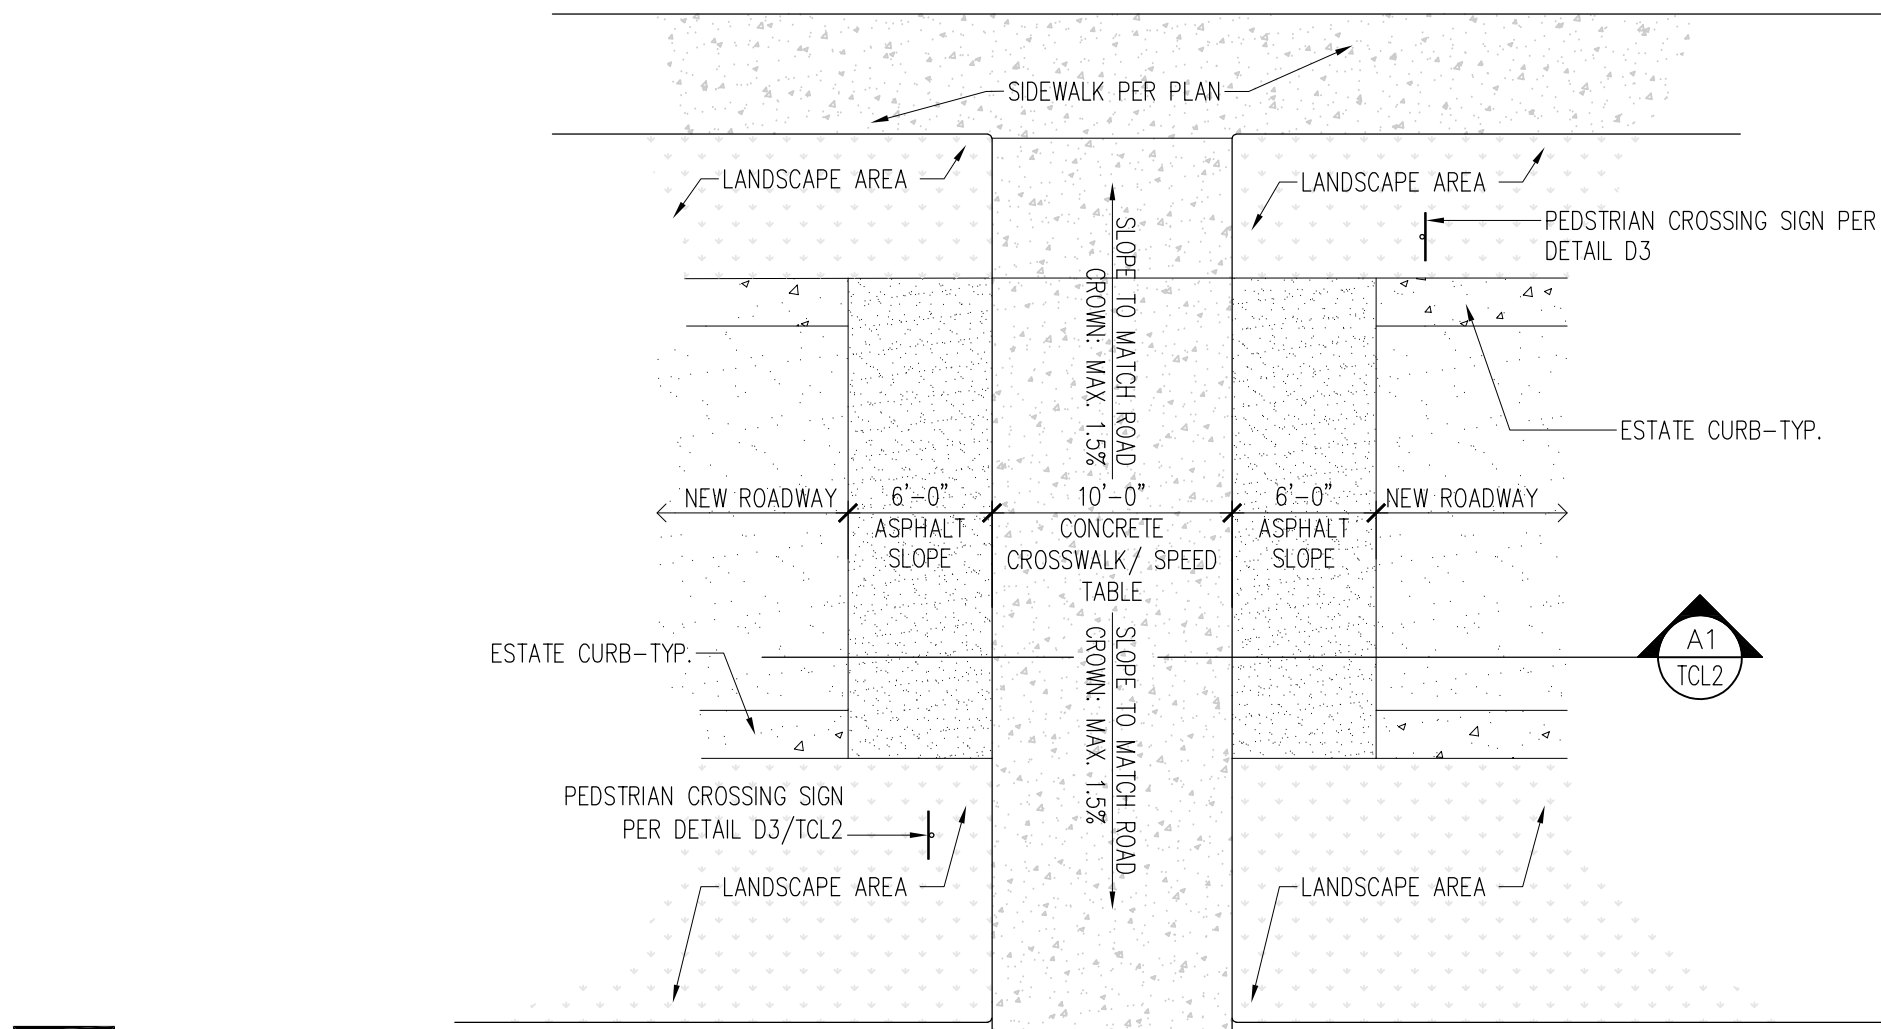 SIDEWALK PER PLAN
LANDSCAPE AREA
LANDSCAPE AREA
PEDSTRIAN CROSSING SIGN PER
DETAIL D3
SLOPE TO MATCH ROAD
CROWN: MAX. 1.5%
ESTATE CURB-TYP.
NEW ROADWAY
6'-0"
ASPHALT
SLOPE
10'-0"
CONCRETE
CROSSWALK/ SPEED
TABLE
6'-0"
ASPHALT
SLOPE
NEW ROADWAY
ESTATE CURB-TYP.
A1
TCL2
SLOPE TO MATCH ROAD
CROWN: MAX. 1.5%
PEDSTRIAN CROSSING SIGN
PER DETAIL D3/TCL2
LANDSCAPE AREA
LANDSCAPE AREA